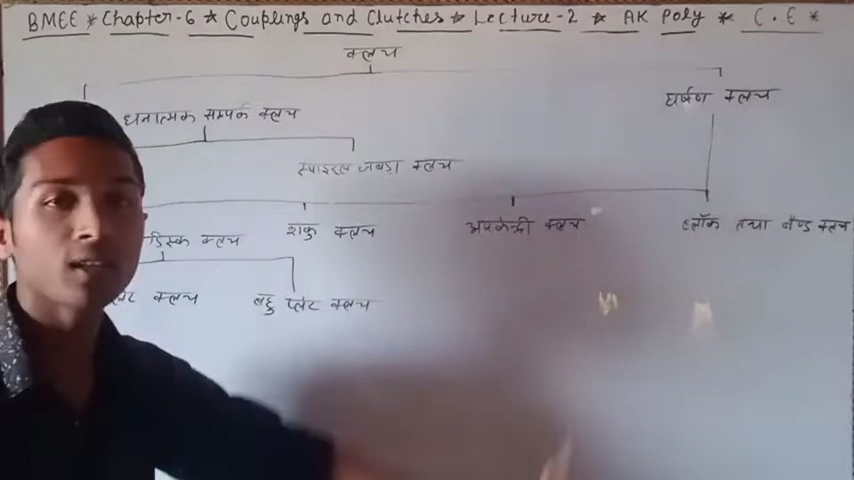 BMEE * Chapter-6 * Couplings and Clutches * Lecture-2 * AK Poly * C.E *
क्लच
धनात्मक सम्पर्क क्लच
घर्षण क्लच
स्पाइरल जबडा क्लच
डिस्क क्लच शंकु क्लच अपकेन्द्री क्लच ब्लॉक तथा बैण्ड क्लच
प्लेट क्लच बहु प्लेट क्लच